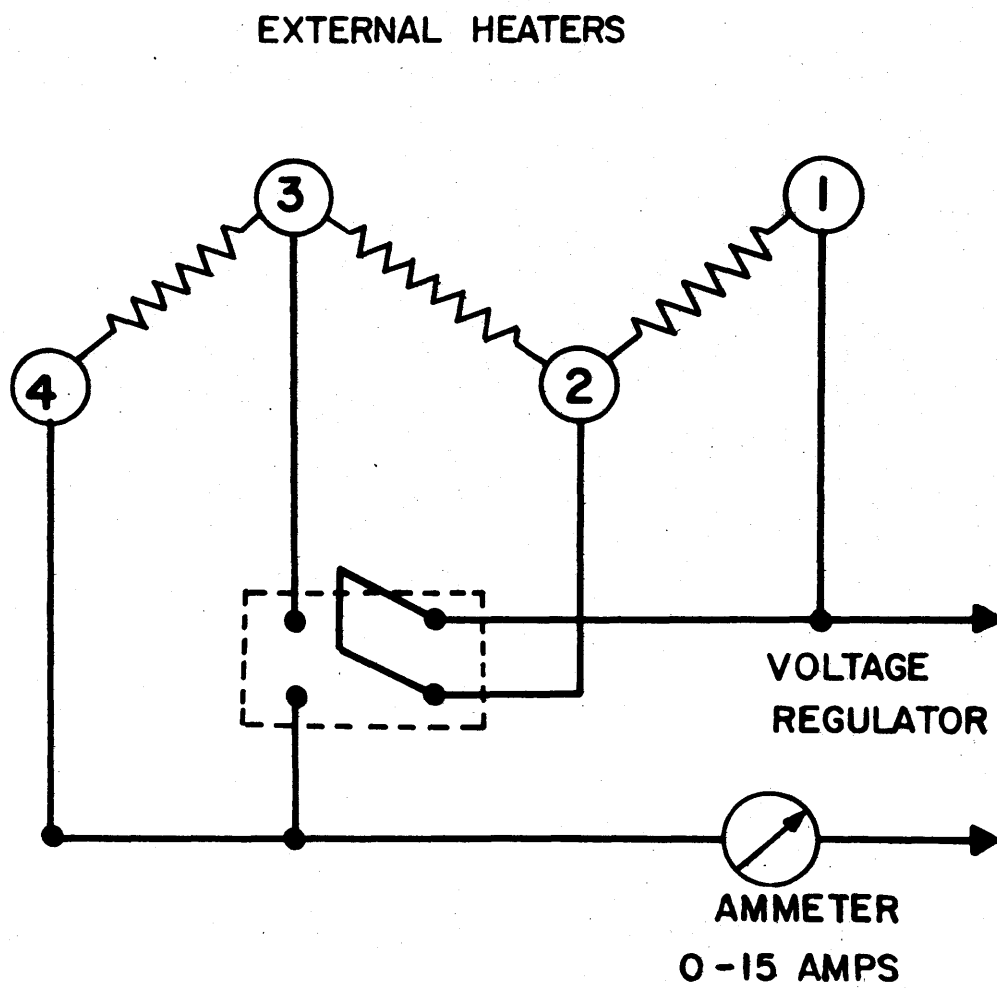 EXTERNAL HEATERS
3
1
4
2
VOLTAGE
REGULATOR
AMMETER
0-15 AMPS